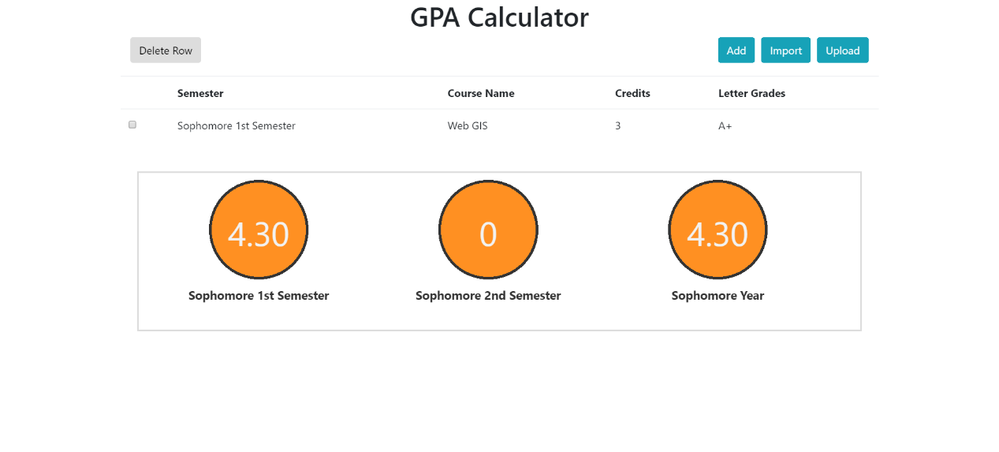 GPA Calculator
Delete Row Add Import Upload
Semester Course Name Credits Letter Grades
Sophomore 1st Semester Web GIS 3 A+
4.30 0 4.30
Sophomore 1st Semester Sophomore 2nd Semester Sophomore Year